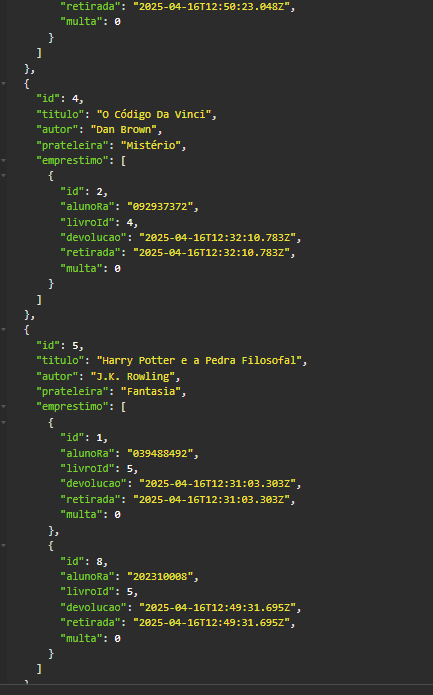 "retirada": "2025-04-16T12:50:23.048Z",
"multa": 0
}
]
},
{
"id": 4,
"titulo": "O Código Da Vinci",
"autor": "Dan Brown",
"prateleira": "Mistério",
"emprestimo": [
{
"id": 2,
"alunoRa": "092937372",
"livroId": 4,
"devolucao": "2025-04-16T12:32:10.783Z",
"retirada": "2025-04-16T12:32:10.783Z",
"multa": 0
}
]
},
{
"id": 5,
"titulo": "Harry Potter e a Pedra Filosofal",
"autor": "J.K. Rowling",
"prateleira": "Fantasia",
"emprestimo": [
{
"id": 1,
"alunoRa": "039488492",
"livroId": 5,
"devolucao": "2025-04-16T12:31:03.303Z",
"retirada": "2025-04-16T12:31:03.303Z",
"multa": 0
},
{
"id": 8,
"alunoRa": "202310008",
"livroId": 5,
"devolucao": "2025-04-16T12:49:31.695Z",
"retirada": "2025-04-16T12:49:31.695Z",
"multa": 0
}
]